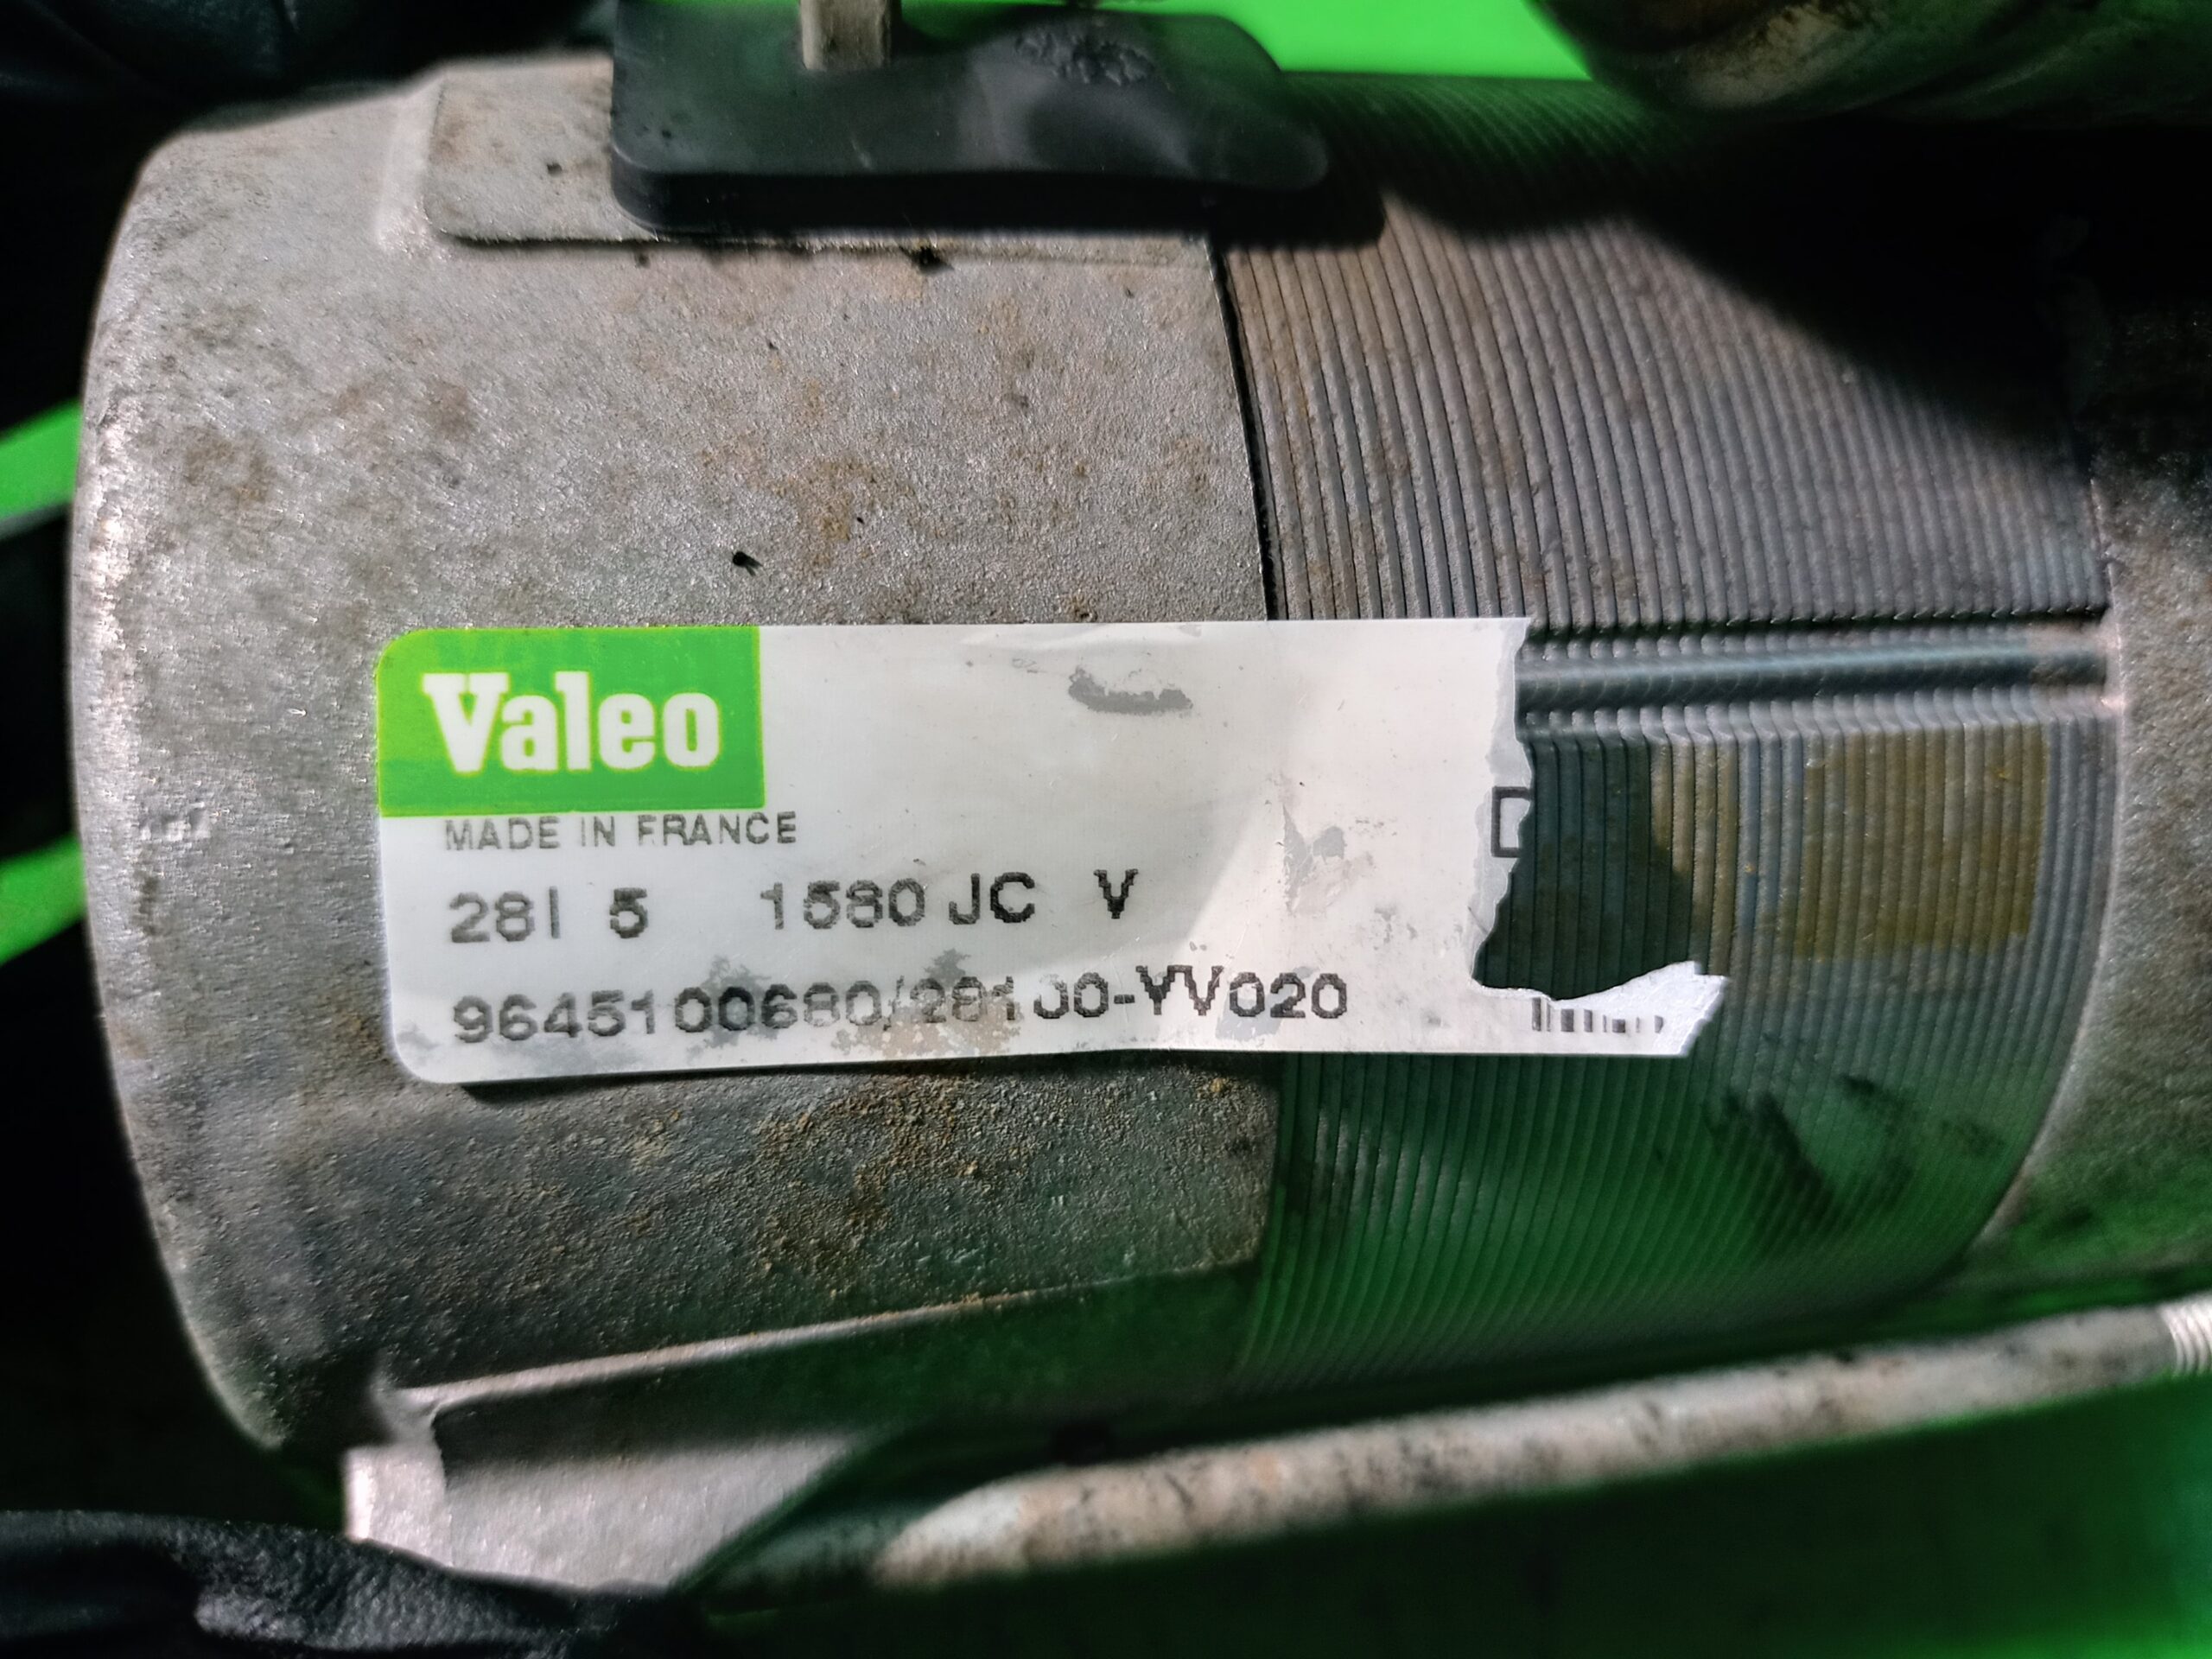 Valeo
MADE IN FRANCE
D
28I 5 1580 JC V
9645100680/28100-YV020